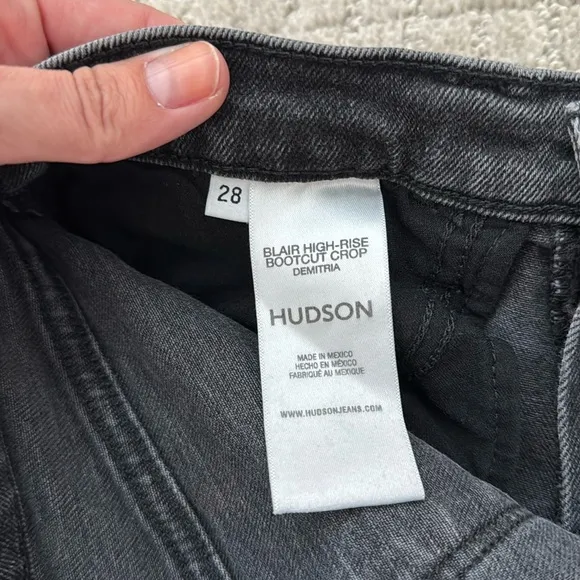 28
BLAIR HIGH-RISE
BOOTCUT CROP
DEMITRIA
HUDSON
MADE IN MEXICO
HECHO EN MÉXICO
FABRIQUÉ AU MEXIQUE
WWW.HUDSONJEANS.COM